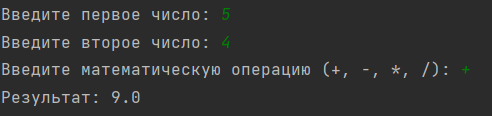 Введите первое число: 5
Введите второе число: 4
Введите математическую операцию (+, -, *, /): +
Результат: 9.0